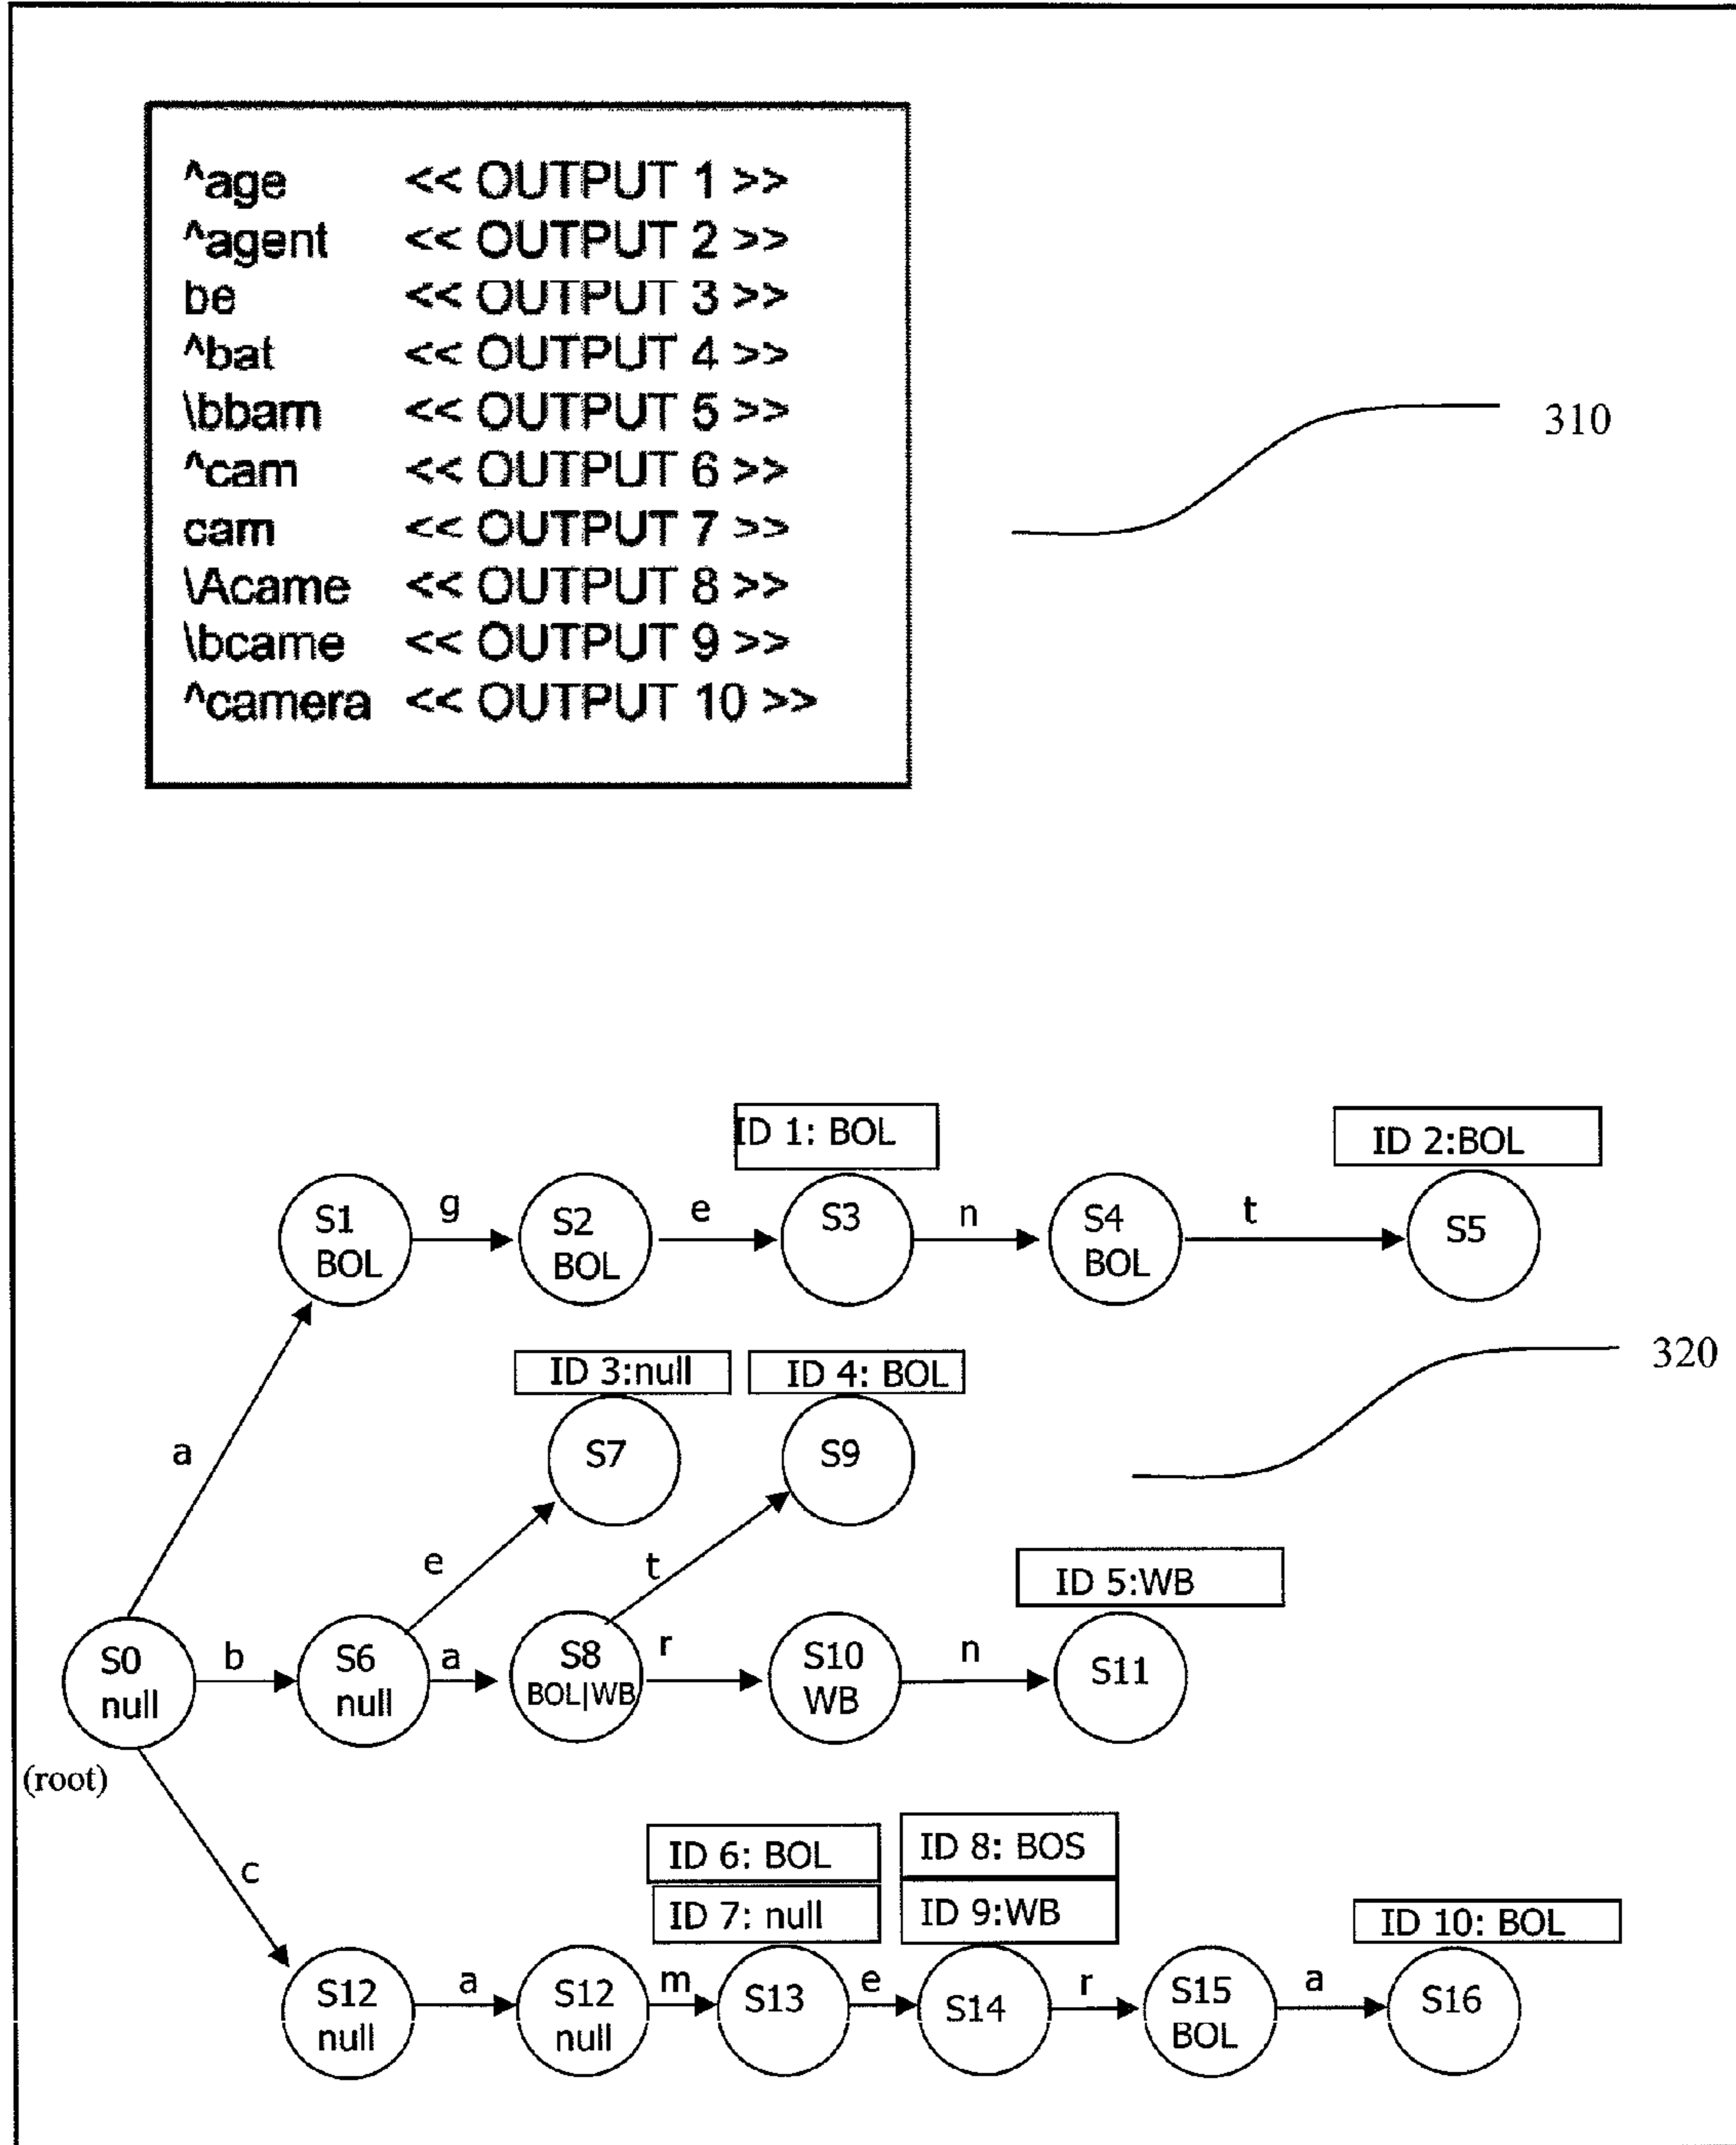 ^age << OUTPUT 1 >>
^agent << OUTPUT 2 >>
be << OUTPUT 3 >>
^bat << OUTPUT 4 >>
\bbarn << OUTPUT 5 >>
^cam << OUTPUT 6 >>
cam << OUTPUT 7 >>
\Acame << OUTPUT 8 >>
\bcame << OUTPUT 9 >>
^camera << OUTPUT 10 >>
310
ID 1: BOL
ID 2:BOL
S1
BOL
g
S2
BOL
e
S3
n
S4
BOL
t
S5
320
ID 3:null
ID 4: BOL
a
S7
S9
e
t
ID 5:WB
S0
null
(root)
b
S6
null
a
S8
BOL|WB
r
S10
WB
n
S11
c
ID 6: BOL
ID 7: null
ID 8: BOS
ID 9:WB
ID 10: BOL
S12
null
a
S12
null
m
S13
e
S14
r
S15
BOL
a
S16